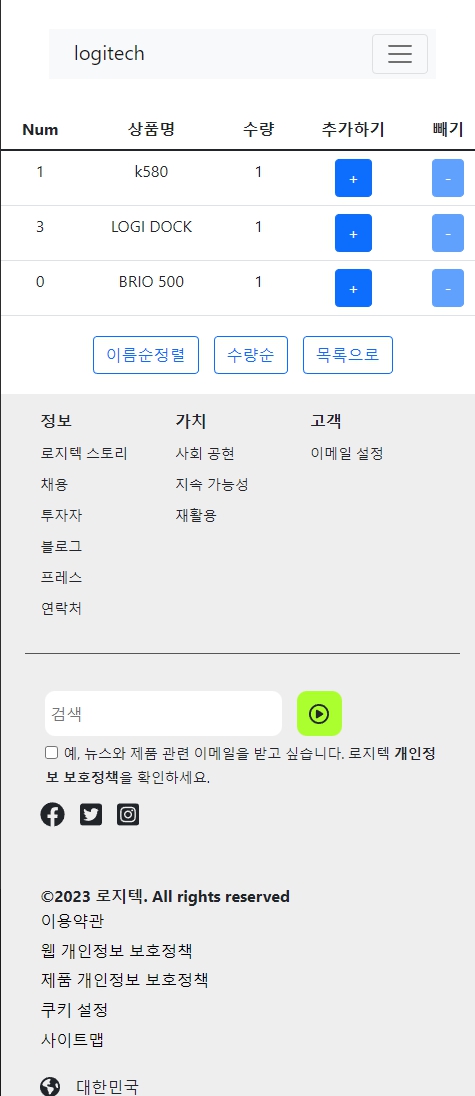 logitech
Num 상품명 수량 추가하기 빼기
1 k580 1 + -
3 LOGI DOCK 1 + -
0 BRIO 500 1 + -
이름순정렬 수량순 목록으로
정보 가치 고객
로지텍 스토리 사회 공현 이메일 설정
채용 지속 가능성
투자자 재활용
블로그
프레스
연락처
검색
예, 뉴스와 제품 관련 이메일을 받고 싶습니다. 로지텍 개인정
보 보호정책을 확인하세요.
©2023 로지텍. All rights reserved
이용약관
웹 개인정보 보호정책
제품 개인정보 보호정책
쿠키 설정
사이트맵
대한민국